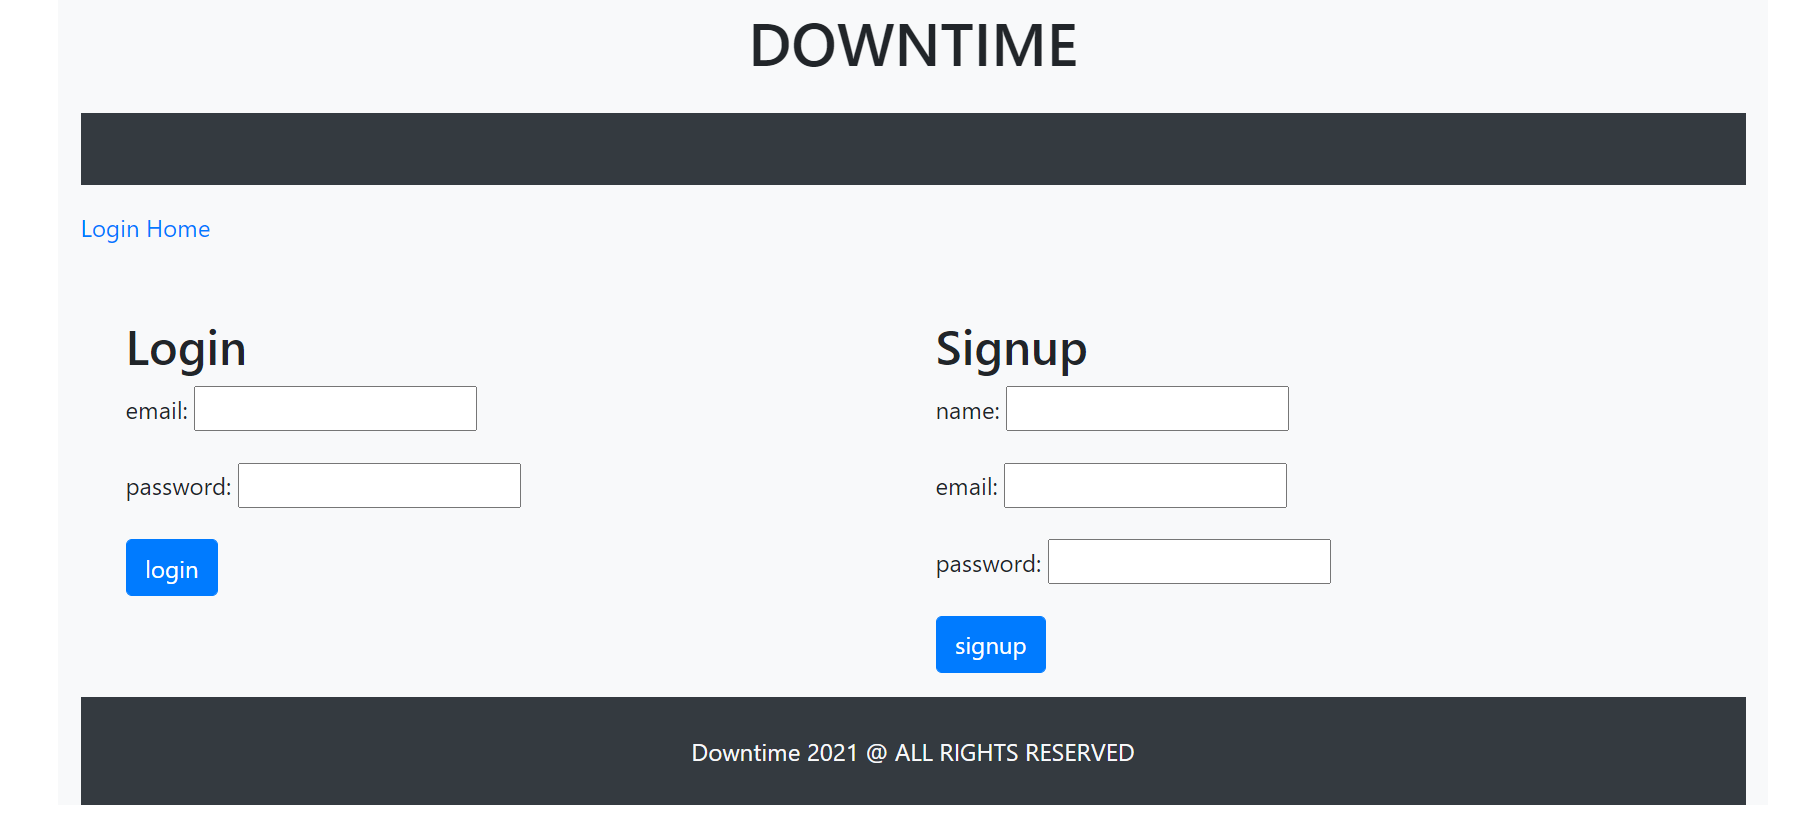 DOWNTIME
Login Home
Login
email:
password:
login
Signup
name:
email:
password:
signup
Downtime 2021 @ ALL RIGHTS RESERVED